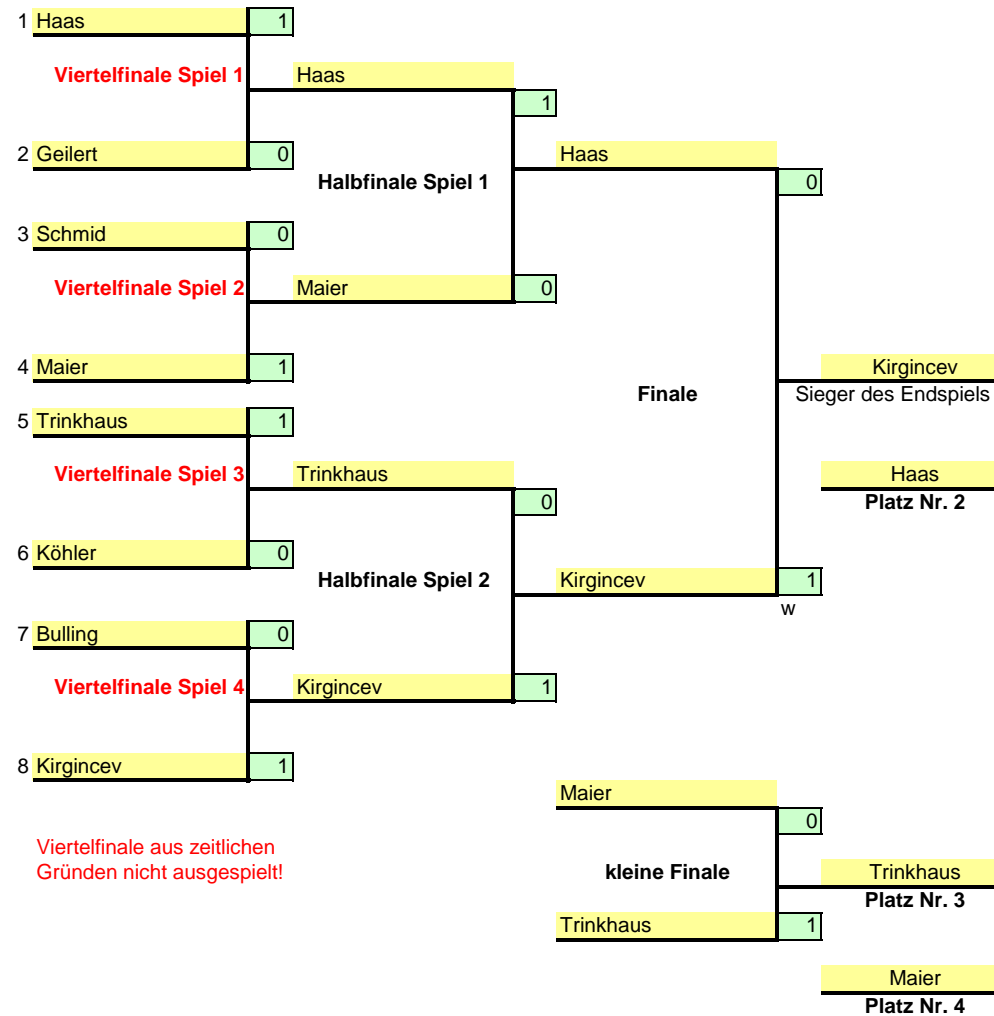 1 Haas 1
Viertelfinale Spiel 1 Haas
1
2 Geilert 0 Haas
Halbfinale Spiel 1 0
3 Schmid 0
Viertelfinale Spiel 2 Maier 0
4 Maier 1 Kirgincev
Finale Sieger des Endspiels
5 Trinkhaus 1
Viertelfinale Spiel 3 Trinkhaus Haas
0 Platz Nr. 2
6 Köhler 0
Halbfinale Spiel 2 Kirgincev 1
w
7 Bulling 0
Viertelfinale Spiel 4 Kirgincev 1
8 Kirgincev 1
Maier
0
Viertelfinale aus zeitlichen
Gründen nicht ausgespielt! kleine Finale Trinkhaus
Platz Nr. 3
Trinkhaus 1
Maier
Platz Nr. 4